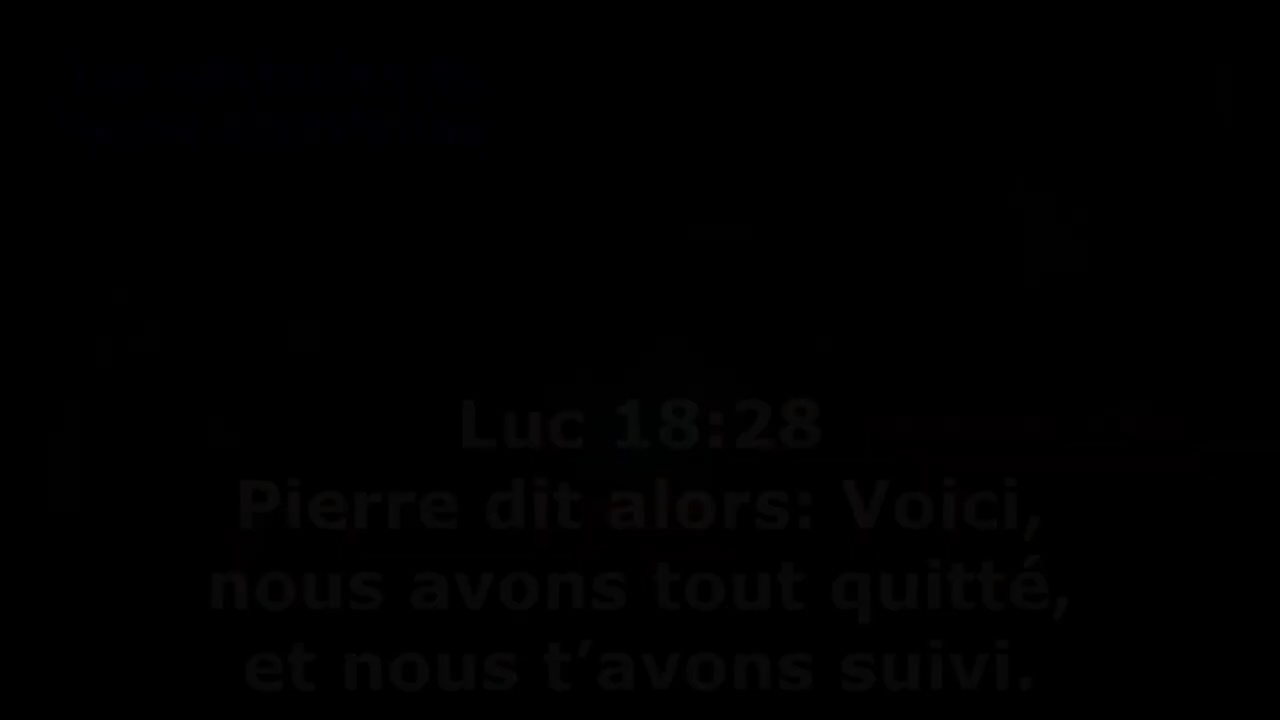 Luc 18:28
Pierre dit alors: Voici,
nous avons tout quitté,
et nous t’avons suivi.